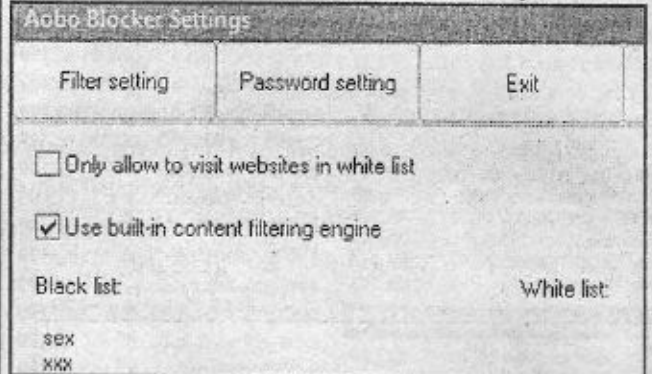 Aobo Blocker Settings
Filter setting Password setting Exit
Only allow to visit websites in white list
Use built-in content filtering engine
Black list: White list:
sex
xxx